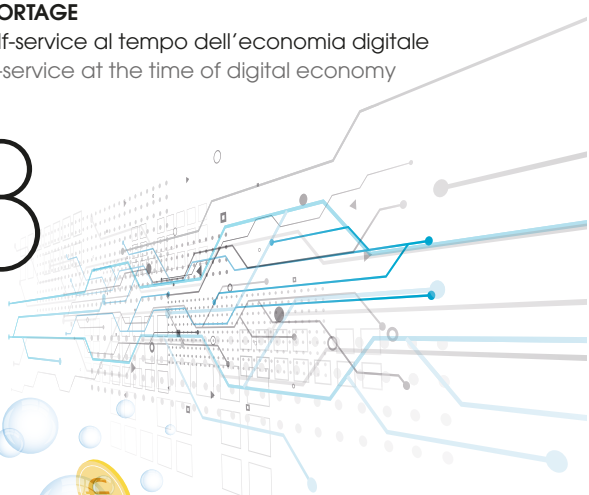 ORTAGE
lf-service al tempo dell’economia digitale
-service at the time of digital economy